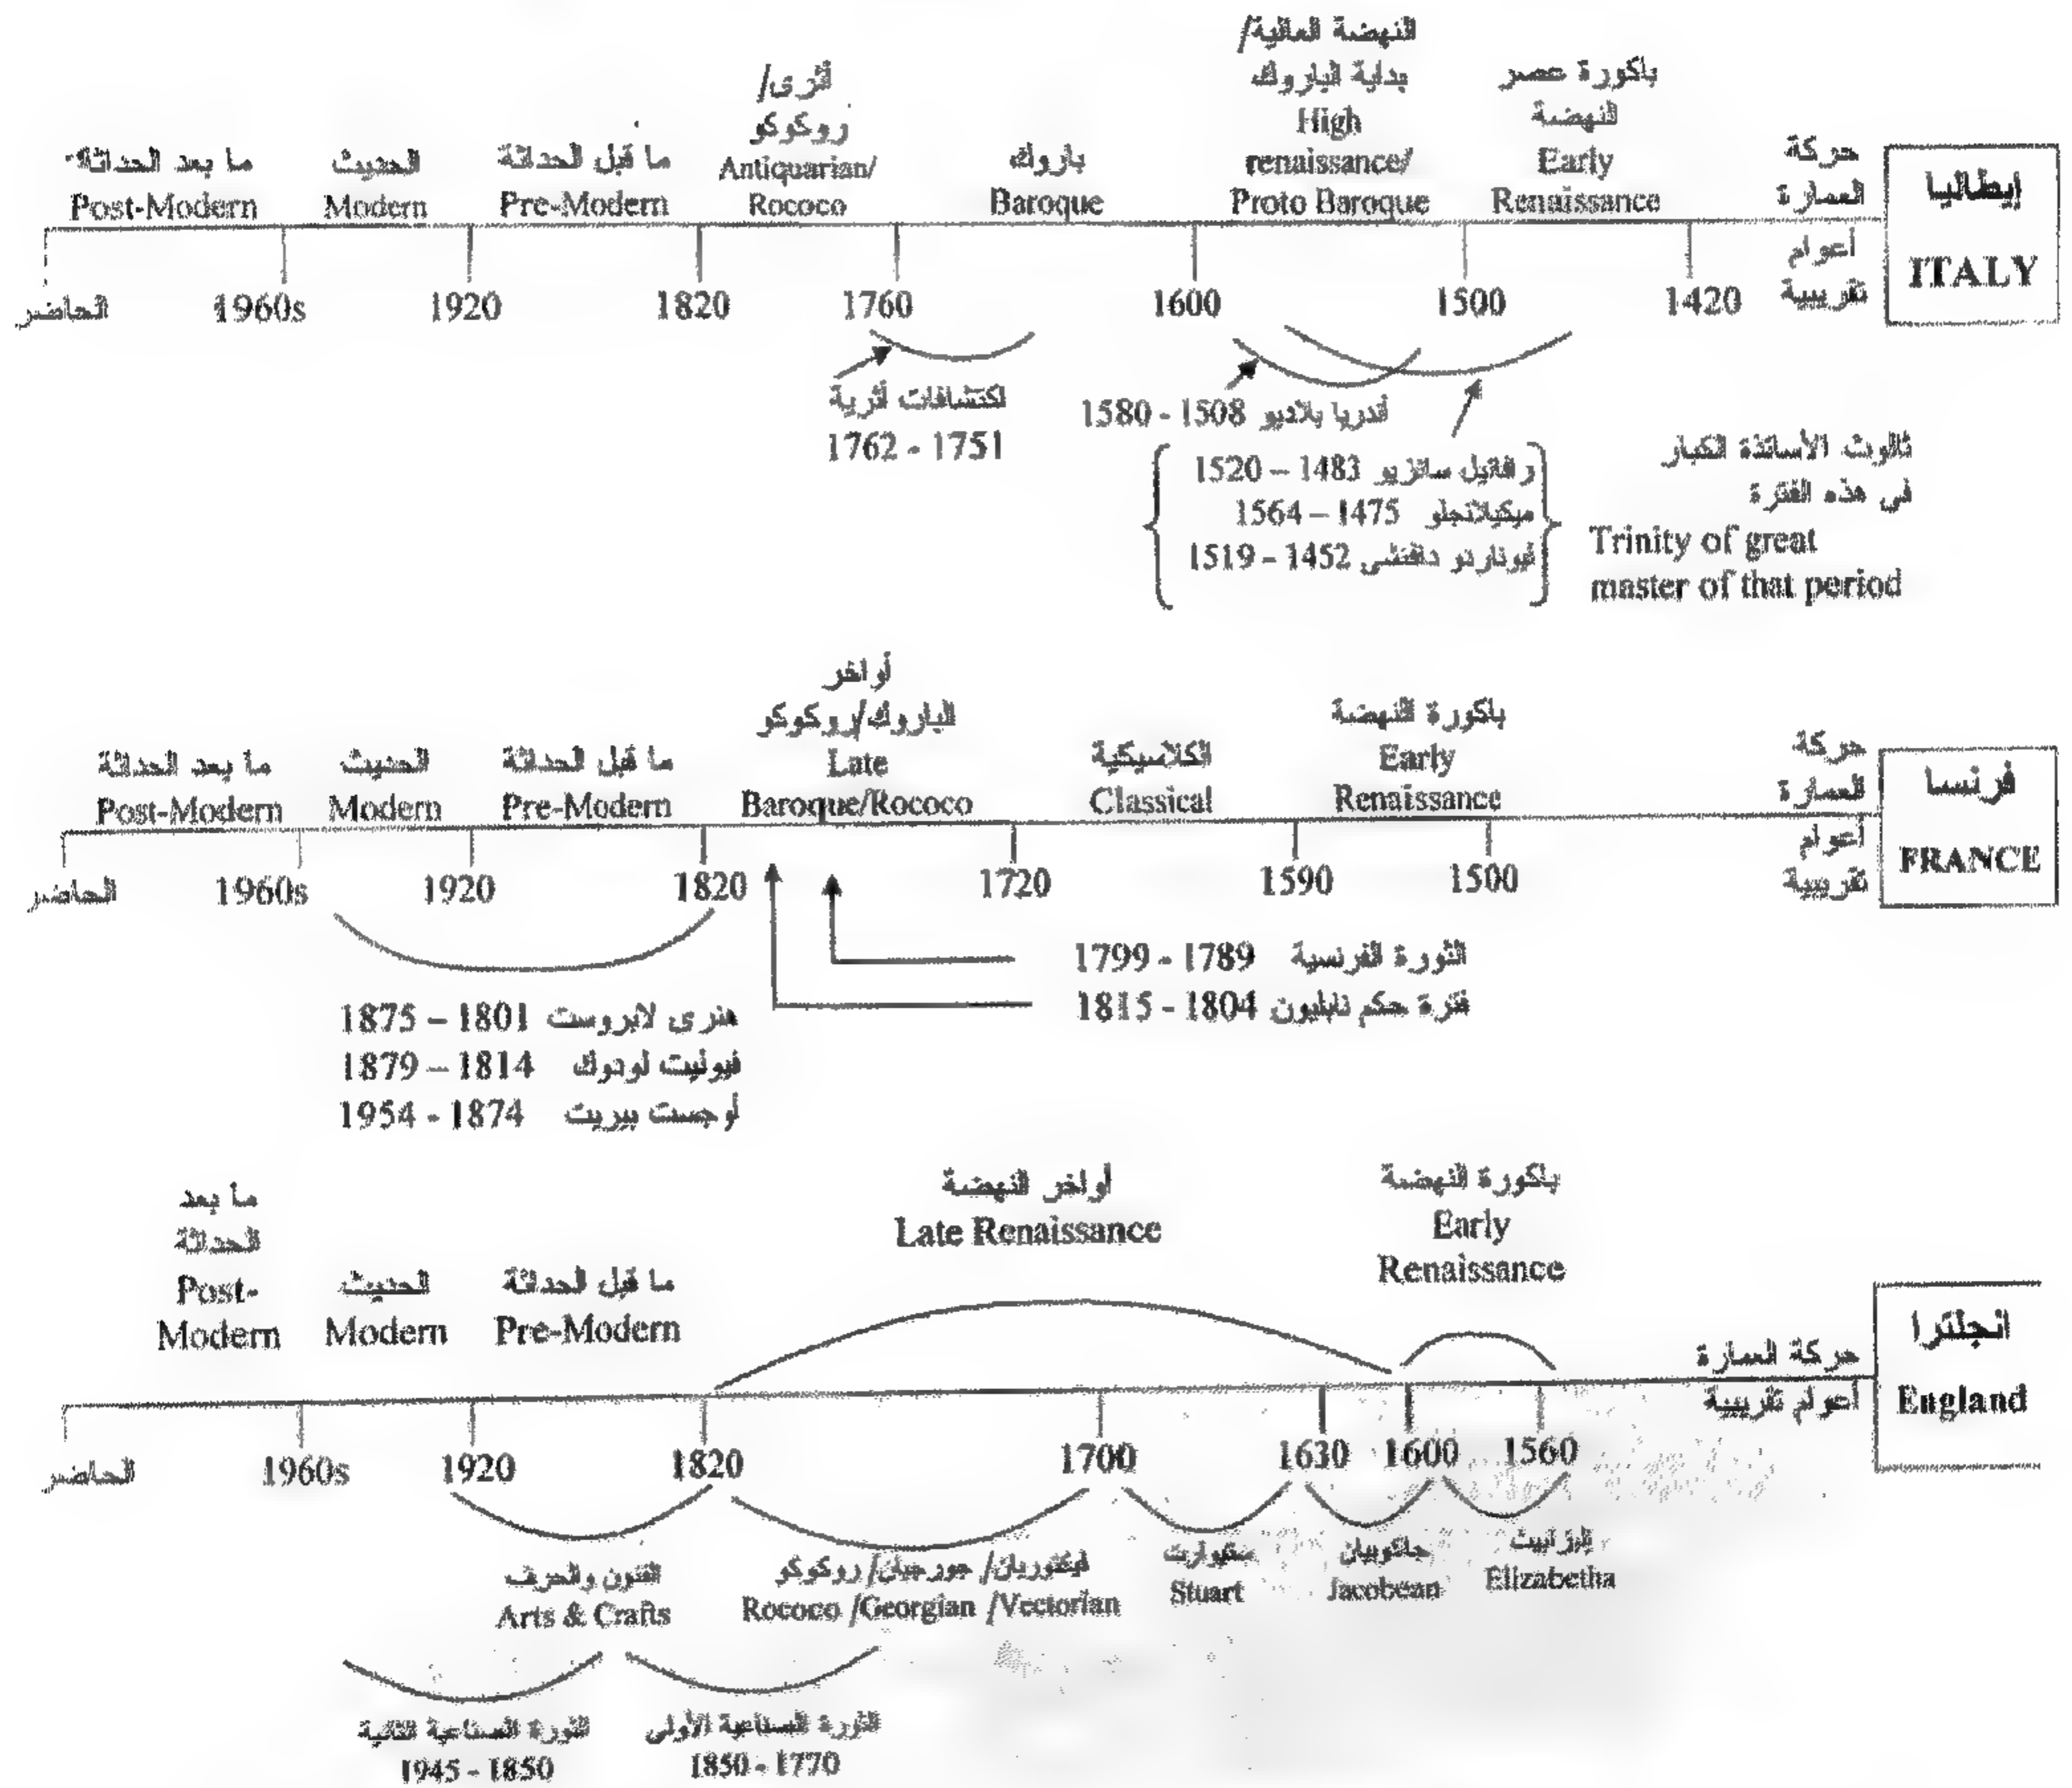 إيطاليا
ITALY
حركة
العمارة
أعوام
تقريبية
باكورة عصر
النهضة
Early
Renaissance
النهضة العالية/
بداية الباروك
High
renaissance/
Proto Baroque
باروك
Baroque
أثرى/
روكوكو
Antiquarian/
Rococo
ما قبل الحداثة
Pre-Modern
الحديث
Modern
ما بعد الحداثة
Post-Modern
1420
1500
1600
1760
1820
1920
1960s
الحاضر
اكتشافات أثرية
1762 - 1751
أندريا بلاديو 1508 - 1580
رفائيل سانزيو 1483 – 1520
ميكيلانجلو 1475 – 1564
ليوناردو دافنشى 1452 – 1519
ثالوث الأساتذة الكبار
فى هذه الفترة
Trinity of great
master of that period
فرنسا
FRANCE
حركة
العمارة
أعوام
تقريبية
باكورة النهضة
Early
Renaissance
الكلاسيكية
Classical
أواخر
الباروك/روكوكو
Late
Baroque/Rococo
ما قبل الحداثة
Pre-Modern
الحديث
Modern
ما بعد الحداثة
Post-Modern
1500
1590
1720
1820
1920
1960s
الحاضر
الثورة الفرنسية 1789 - 1799
فترة حكم نابليون 1804 - 1815
هنرى لابروست 1801 – 1875
فيوليت لودوك 1814 – 1879
أوجست بيريت 1874 - 1954
انجلترا
England
حركة العمارة
أعوام تقريبية
باكورة النهضة
Early
Renaissance
أواخر النهضة
Late Renaissance
ما قبل الحداثة
Pre-Modern
الحديث
Modern
ما بعد
الحداثة
Post-
Modern
1560
1600
1630
1700
1820
1920
1960s
الحاضر
إليزابيث
Elizabetha
جاكوبيان
Jacobean
ستيوارت
Stuart
فيكتوريان/ جورجيان/ روكوكو
Rococo /Georgian /Vectorian
الفنون والحرف
Arts & Crafts
الثورة الصناعية الأولى
1850 - 1770
الثورة الصناعية الثانية
1945 - 1850